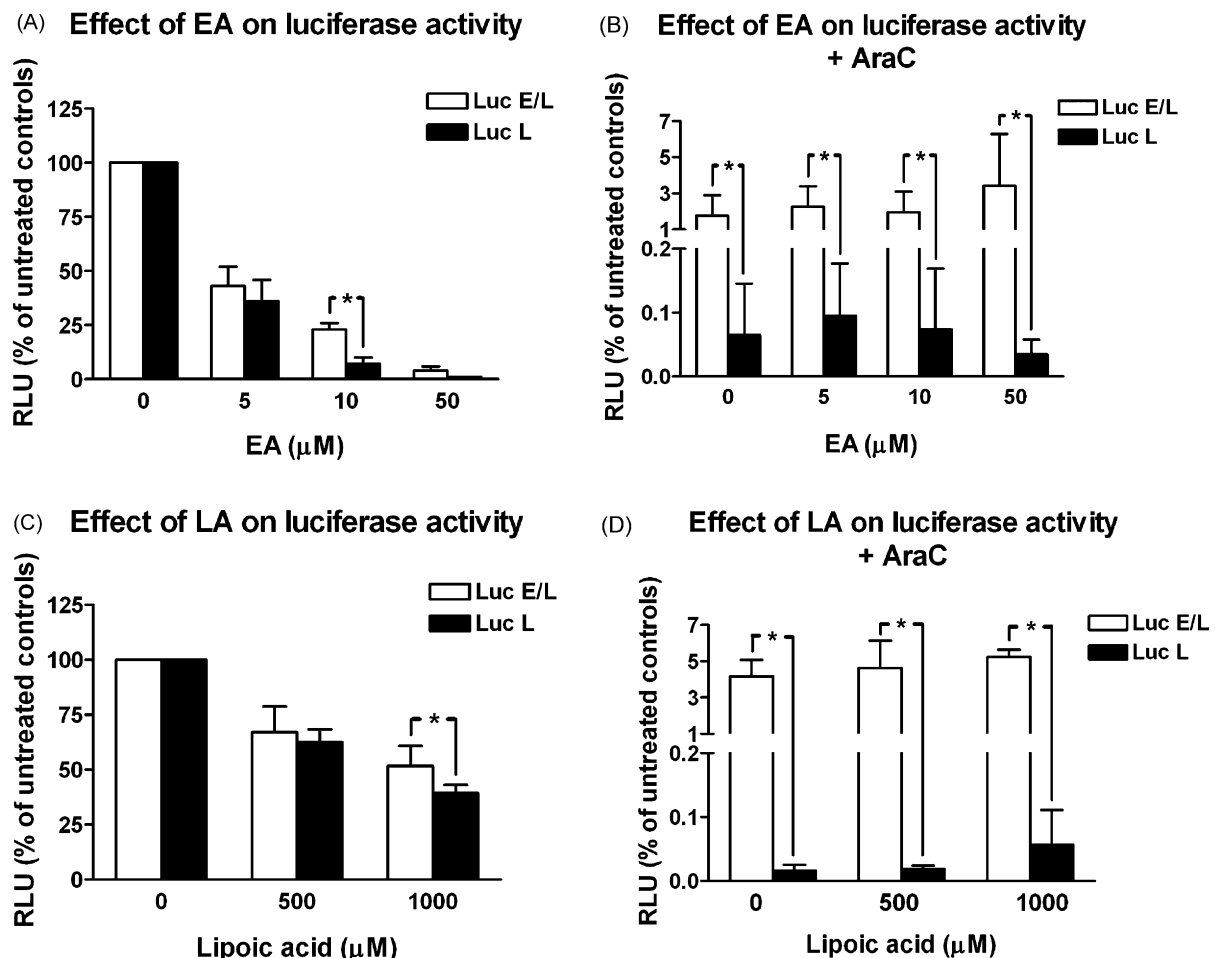 (A) Effect of EA on luciferase activity
RLU (% of untreated controls)
125
100
75
50
25
0
Luc E/L
Luc L
*
0 5 10 50
EA (μM)
(B) Effect of EA on luciferase activity
+ AraC
RLU (% of untreated controls)
7
5
3
1
0.2
0.1
0.0
Luc E/L
Luc L
* * * *
0 5 10 50
EA (μM)
(C) Effect of LA on luciferase activity
RLU (% of untreated controls)
125
100
75
50
25
0
Luc E/L
Luc L
*
0 500 1000
Lipoic acid (μM)
(D) Effect of LA on luciferase activity
+ AraC
RLU (% of untreated controls)
7
5
3
1
0.2
0.1
0.0
Luc E/L
Luc L
* * *
0 500 1000
Lipoic acid (μM)